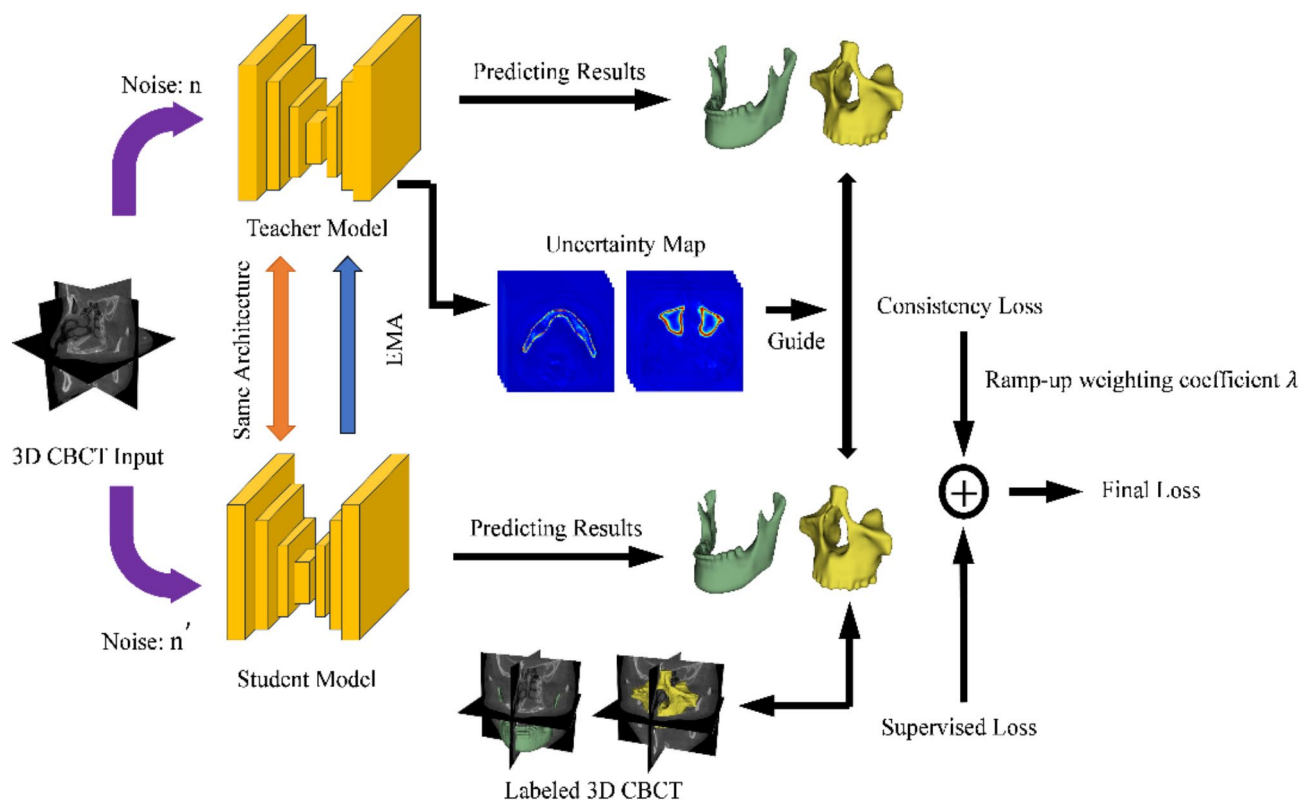 Noise: n
Predicting Results
Teacher Model
Uncertainty Map
Same Architecture
EMA
Guide
Consistency Loss
Ramp-up weighting coefficient λ
3D CBCT Input
Final Loss
Predicting Results
Noise: n′
Student Model
Supervised Loss
Labeled 3D CBCT